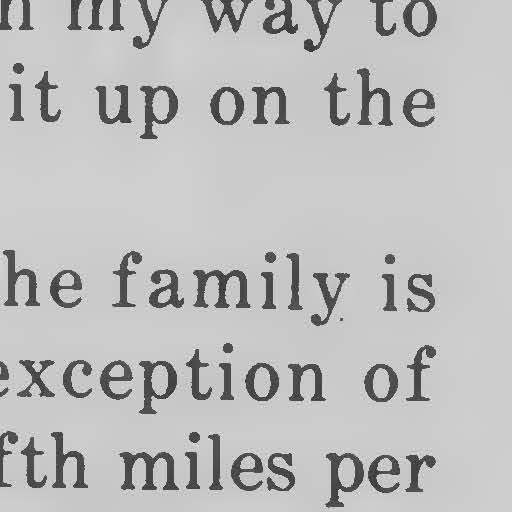 n my way to
it up on the
he family is
exception of
fth miles per